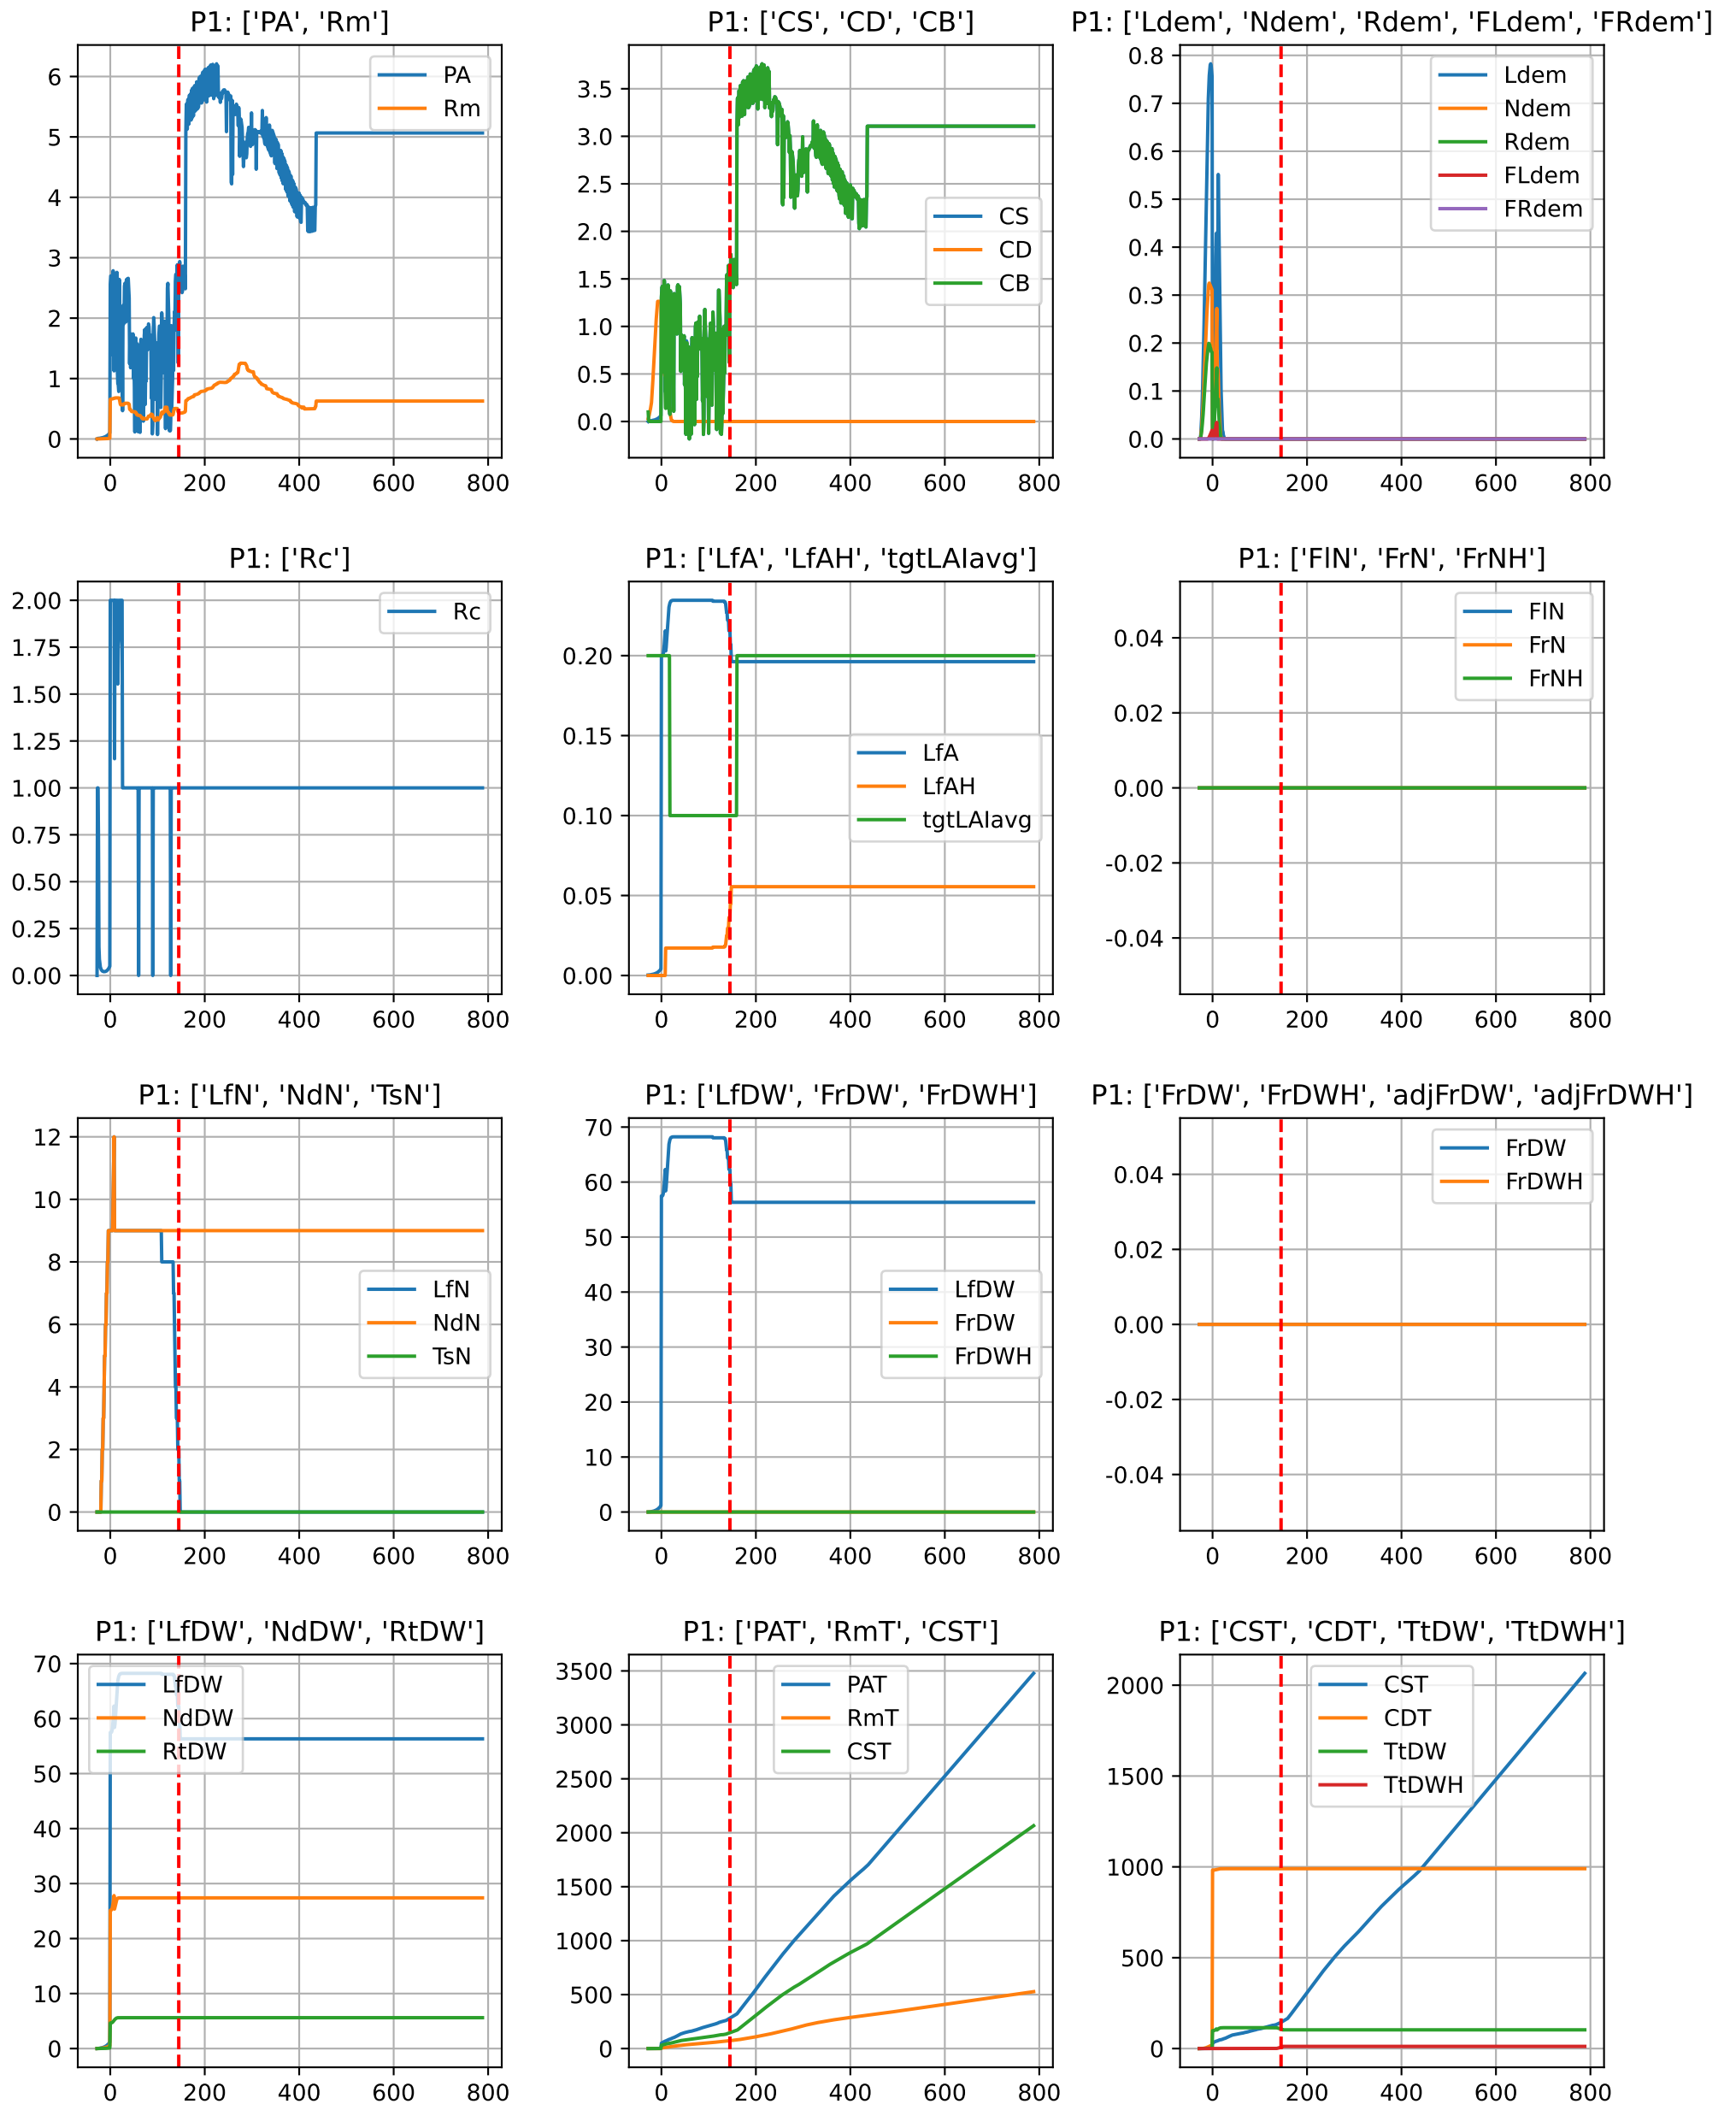 P1: ['PA', 'Rm']
6
5
4
3
2
1
0
0 200 400 600 800
PA
Rm
P1: ['CS', 'CD', 'CB']
3.5
3.0
2.5
2.0
1.5
1.0
0.5
0.0
0 200 400 600 800
CS
CD
CB
P1: ['Ldem', 'Ndem', 'Rdem', 'FLdem', 'FRdem']
0.8
0.7
0.6
0.5
0.4
0.3
0.2
0.1
0.0
0 200 400 600 800
Ldem
Ndem
Rdem
FLdem
FRdem
P1: ['Rc']
2.00
1.75
1.50
1.25
1.00
0.75
0.50
0.25
0.00
0 200 400 600 800
Rc
P1: ['LfA', 'LfAH', 'tgtLAIavg']
0.20
0.15
0.10
0.05
0.00
0 200 400 600 800
LfA
LfAH
tgtLAIavg
P1: ['FlN', 'FrN', 'FrNH']
0.04
0.02
0.00
-0.02
-0.04
0 200 400 600 800
FlN
FrN
FrNH
P1: ['LfN', 'NdN', 'TsN']
12
10
8
6
4
2
0
0 200 400 600 800
LfN
NdN
TsN
P1: ['LfDW', 'FrDW', 'FrDWH']
70
60
50
40
30
20
10
0
0 200 400 600 800
LfDW
FrDW
FrDWH
P1: ['FrDW', 'FrDWH', 'adjFrDW', 'adjFrDWH']
0.04
0.02
0.00
-0.02
-0.04
0 200 400 600 800
FrDW
FrDWH
P1: ['LfDW', 'NdDW', 'RtDW']
70
60
50
40
30
20
10
0
0 200 400 600 800
LfDW
NdDW
RtDW
P1: ['PAT', 'RmT', 'CST']
3500
3000
2500
2000
1500
1000
500
0
0 200 400 600 800
PAT
RmT
CST
P1: ['CST', 'CDT', 'TtDW', 'TtDWH']
2000
1500
1000
500
0
0 200 400 600 800
CST
CDT
TtDW
TtDWH